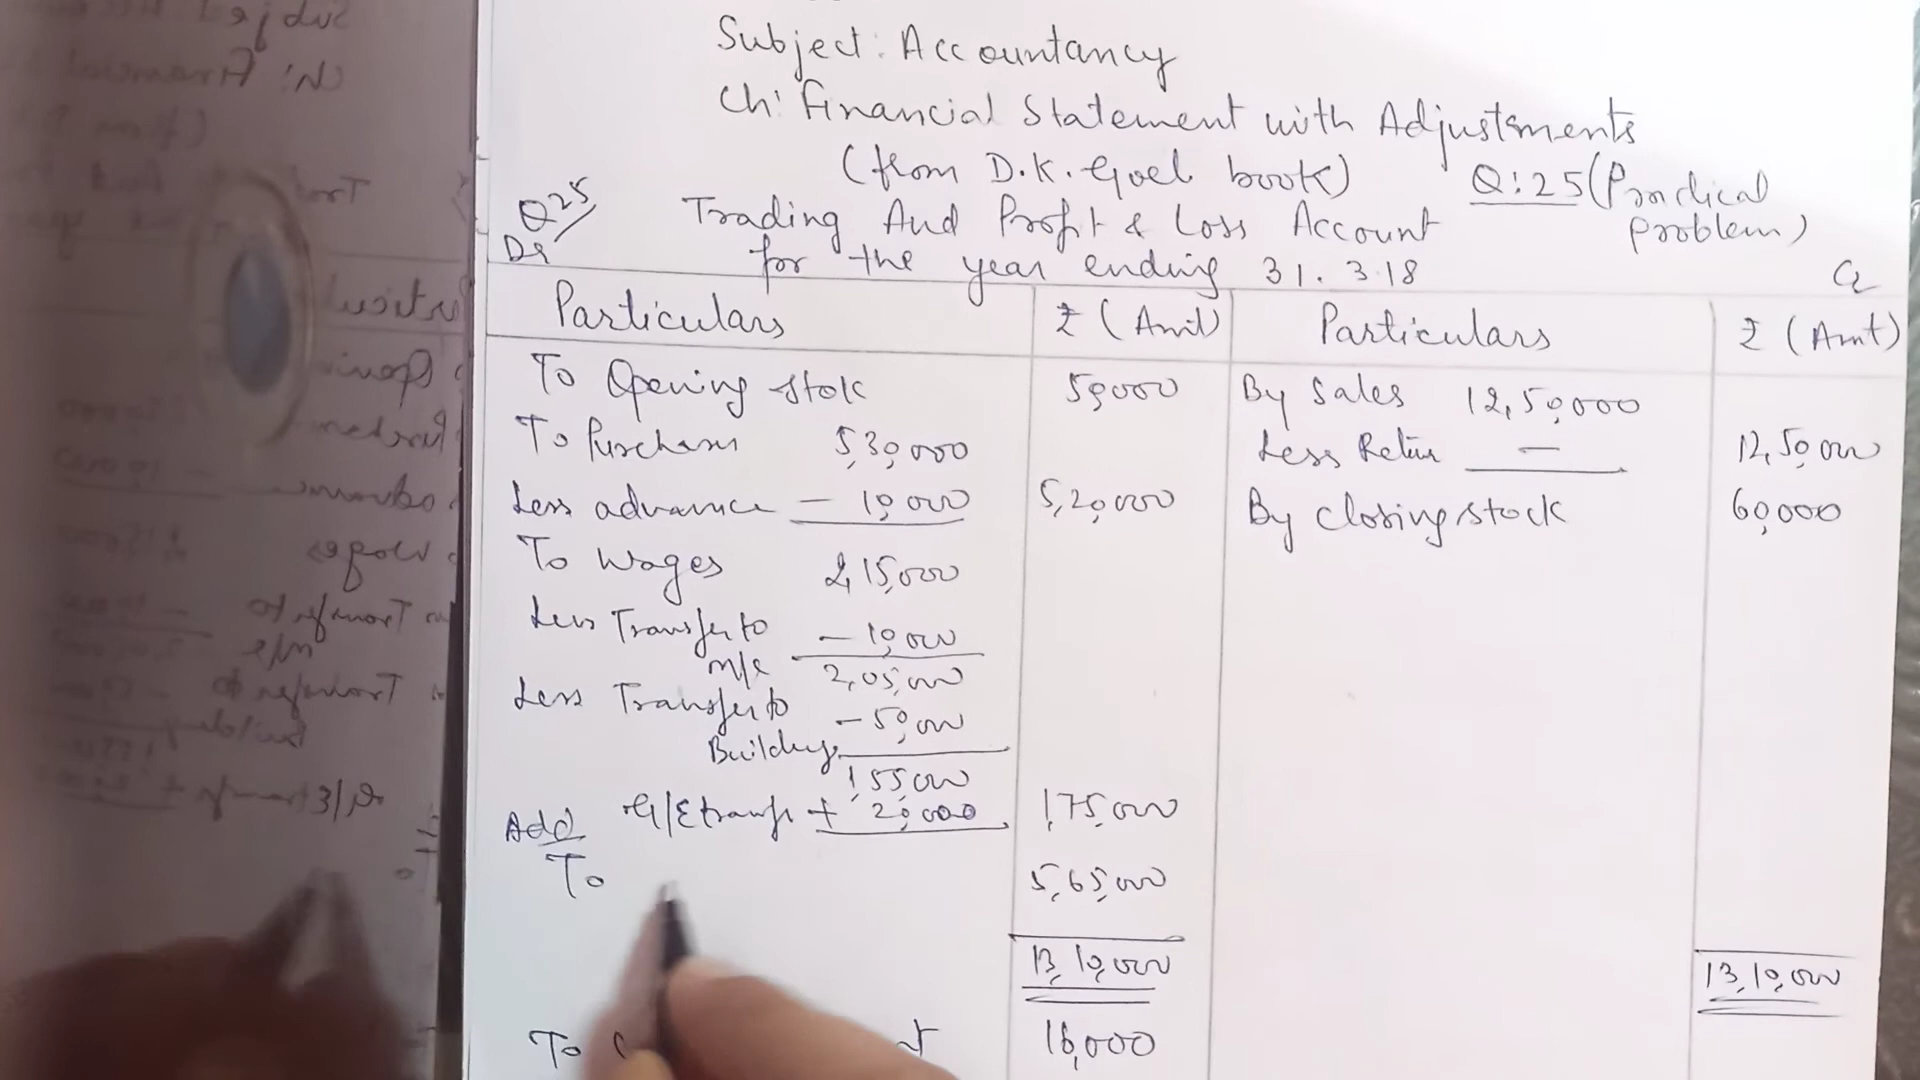 Subject: Accountancy
Ch: Financial Statement with Adjustments
(from D.K. Goel book) Q:25 (Practical problem)
Q25
Trading And Profit & Loss Account
for the year ending 31.3.18
Dr Cr
Particulars ₹ (Amt) Particulars ₹ (Amt)
To Opening stok 50,000 By Sales 12,50,000
To Purchases 5,30,000 Less Return — 12,50,000
Less advance — 10,000 5,20,000 By closing stock 60,000
To Wages 2,15,000
Less Transfer to m/c — 10,000
2,05,000
Less Transfer to Building — 50,000
1,55,000
Add G/E transfr + 20,000 1,75,000
To 5,65,000
13,10,000 13,10,000
To 16,000